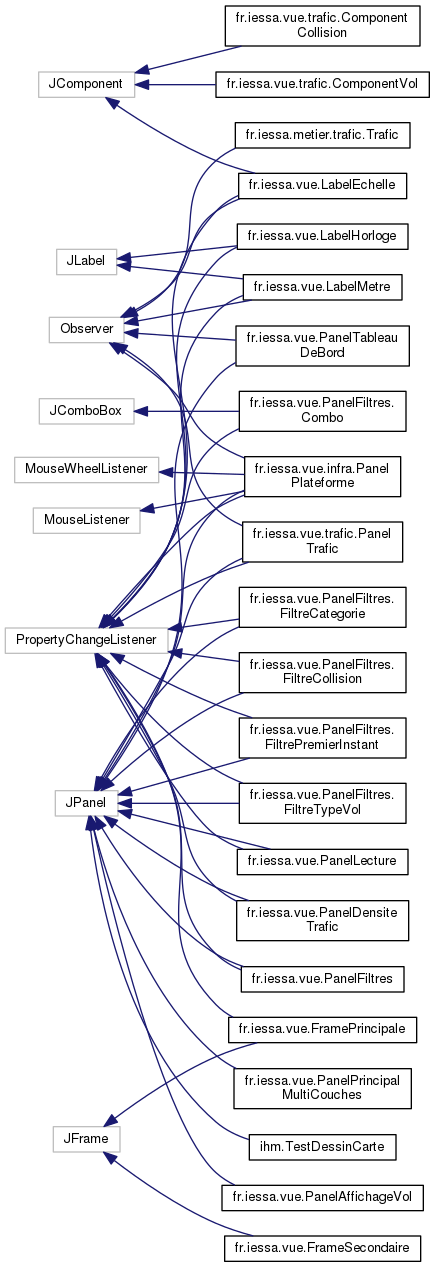 fr.iessa.vue.trafic.Component
Collision
JComponent
fr.iessa.vue.trafic.ComponentVol
fr.iessa.metier.trafic.Trafic
fr.iessa.vue.LabelEchelle
fr.iessa.vue.LabelHorloge
JLabel
fr.iessa.vue.LabelMetre
Observer
fr.iessa.vue.PanelTableau
DeBord
JComboBox
fr.iessa.vue.PanelFiltres.
Combo
MouseWheelListener
fr.iessa.vue.infra.Panel
Plateforme
MouseListener
fr.iessa.vue.trafic.Panel
Trafic
fr.iessa.vue.PanelFiltres.
FiltreCategorie
PropertyChangeListener
fr.iessa.vue.PanelFiltres.
FiltreCollision
fr.iessa.vue.PanelFiltres.
FiltrePremierInstant
JPanel
fr.iessa.vue.PanelFiltres.
FiltreTypeVol
fr.iessa.vue.PanelLecture
fr.iessa.vue.PanelDensite
Trafic
fr.iessa.vue.PanelFiltres
fr.iessa.vue.FramePrincipale
fr.iessa.vue.PanelPrincipal
MultiCouches
JFrame
ihm.TestDessinCarte
fr.iessa.vue.PanelAffichageVol
fr.iessa.vue.FrameSecondaire